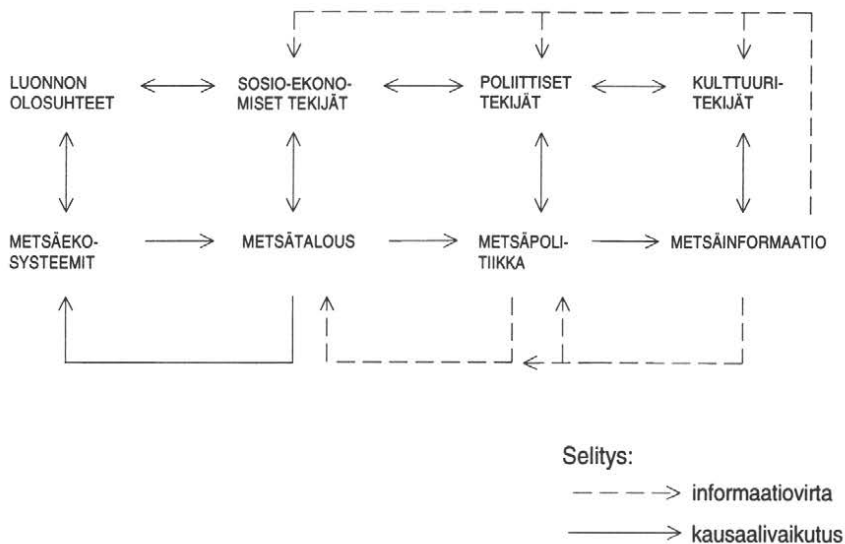 LUONNON
OLOSUHTEET
SOSIO-EKONO-
MISET TEKIJÄT
POLIITTISET
TEKIJÄT
KULTTUURI-
TEKIJÄT
METSÄEKO-
SYSTEEMIT
METSÄTALOUS
METSÄPOLI-
TIIKKA
METSÄINFORMAATIO
Selitys:
informaatiovirta
kausaalivaikutus